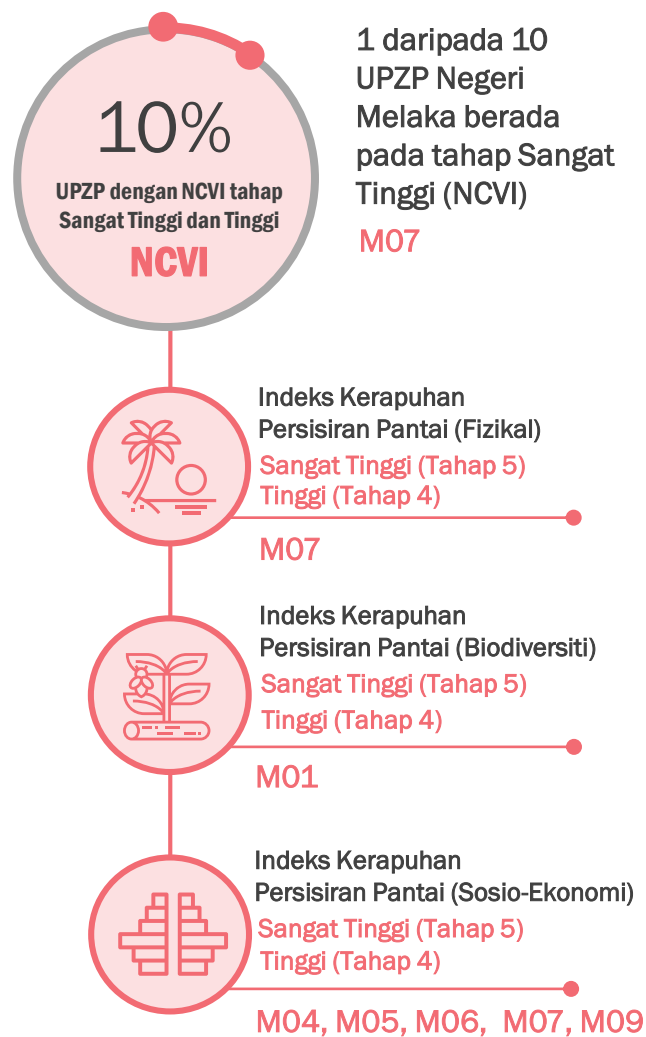 10%
UPZP dengan NCVI tahap
Sangat Tinggi dan Tinggi
NCVI
1 daripada 10
UPZP Negeri
Melaka berada
pada tahap Sangat
Tinggi (NCVI)
M07
Indeks Kerapuhan
Persisiran Pantai (Fizikal)
Sangat Tinggi (Tahap 5)
Tinggi (Tahap 4)
M07
Indeks Kerapuhan
Persisiran Pantai (Biodiversiti)
Sangat Tinggi (Tahap 5)
Tinggi (Tahap 4)
M01
Indeks Kerapuhan
Persisiran Pantai (Sosio-Ekonomi)
Sangat Tinggi (Tahap 5)
Tinggi (Tahap 4)
M04, M05, M06, M07, M09